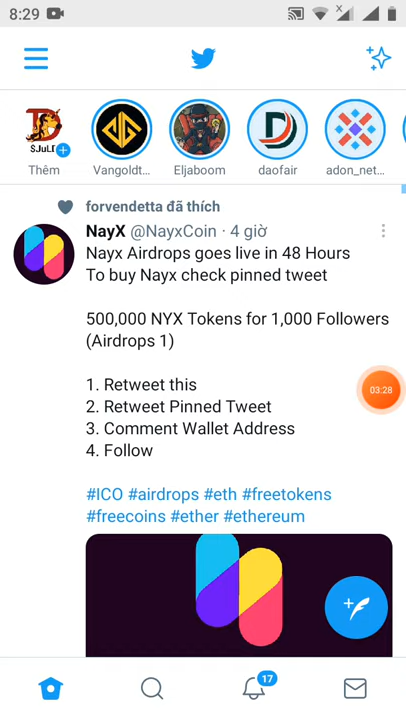 8:29
S.JuLI
Thêm
Vangoldt...
Eljaboom
daofair
adon_net...
forvendetta đã thích
NayX @NayxCoin · 4 giờ
Nayx Airdrops goes live in 48 Hours
To buy Nayx check pinned tweet
500,000 NYX Tokens for 1,000 Followers
(Airdrops 1)
1. Retweet this
2. Retweet Pinned Tweet
03:28
3. Comment Wallet Address
4. Follow
#ICO #airdrops #eth #freetokens
#freecoins #ether #ethereum
17